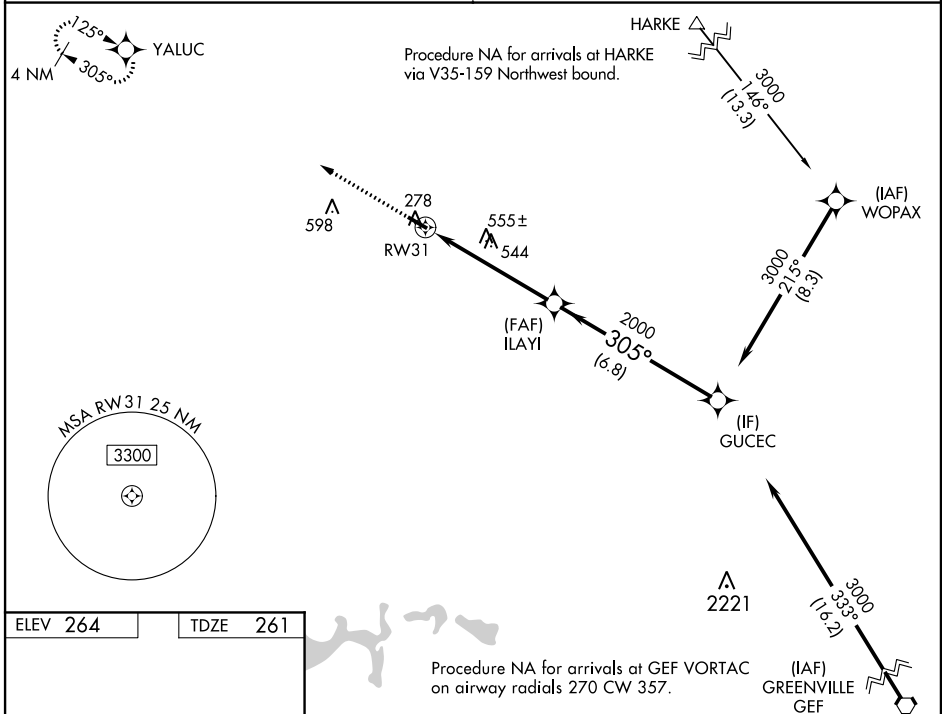 125°
YALUC
4 NM
305°
HARKE
Procedure NA for arrivals at HARKE
via V35-159 Northwest bound.
3000
146°
(13.3)
(IAF)
WOPAX
598
278
RW31
555±
544
3000
215°
(8.3)
(FAF)
ILAYI
2000
305°
(6.8)
(IF)
GUCEC
MSA RW31 25 NM
3300
2221
3000
333°
(16.2)
ELEV 264
TDZE 261
Procedure NA for arrivals at GEF VORTAC
on airway radials 270 CW 357.
(IAF)
GREENVILLE
GEF